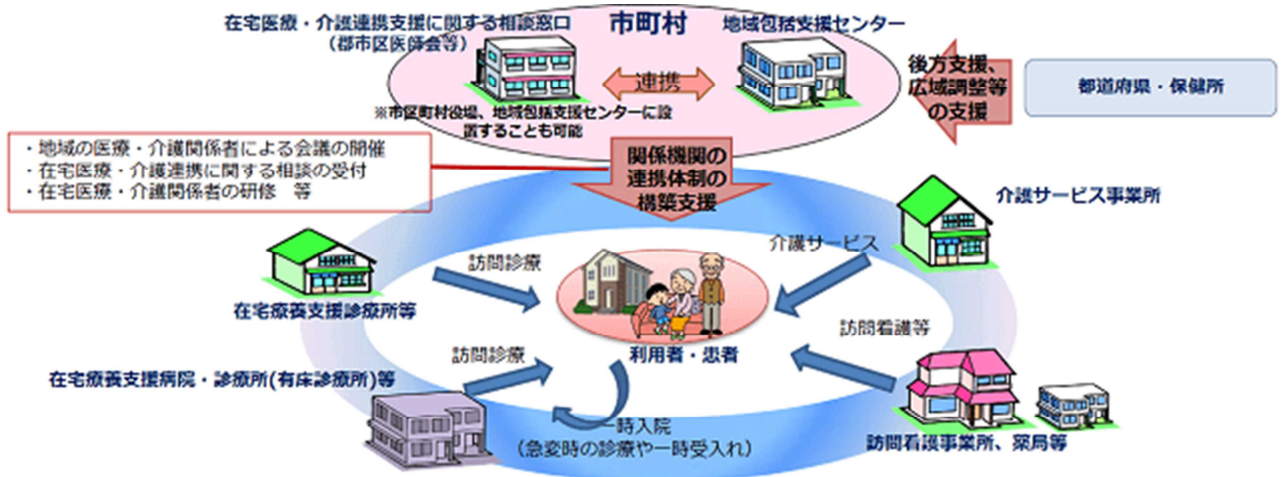 在宅医療・介護連携支援に関する相談窓口
（郡市区医師会等）
市町村
地域包括支援センター
連携
※市区町村役場、地域包括支援センターに設
置することも可能
後方支援、
広域調整等
の支援
都道府県・保健所
・地域の医療・介護関係者による会議の開催
・在宅医療・介護連携に関する相談の受付
・在宅医療・介護関係者の研修 等
関係機関の
連携体制の
構築支援
介護サービス事業所
介護サービス
訪問診療
在宅療養支援診療所等
利用者・患者
訪問看護等
訪問診療
在宅療養支援病院・診療所(有床診療所)等
一時入院
（急変時の診療や一時受入れ）
訪問看護事業所、薬局等